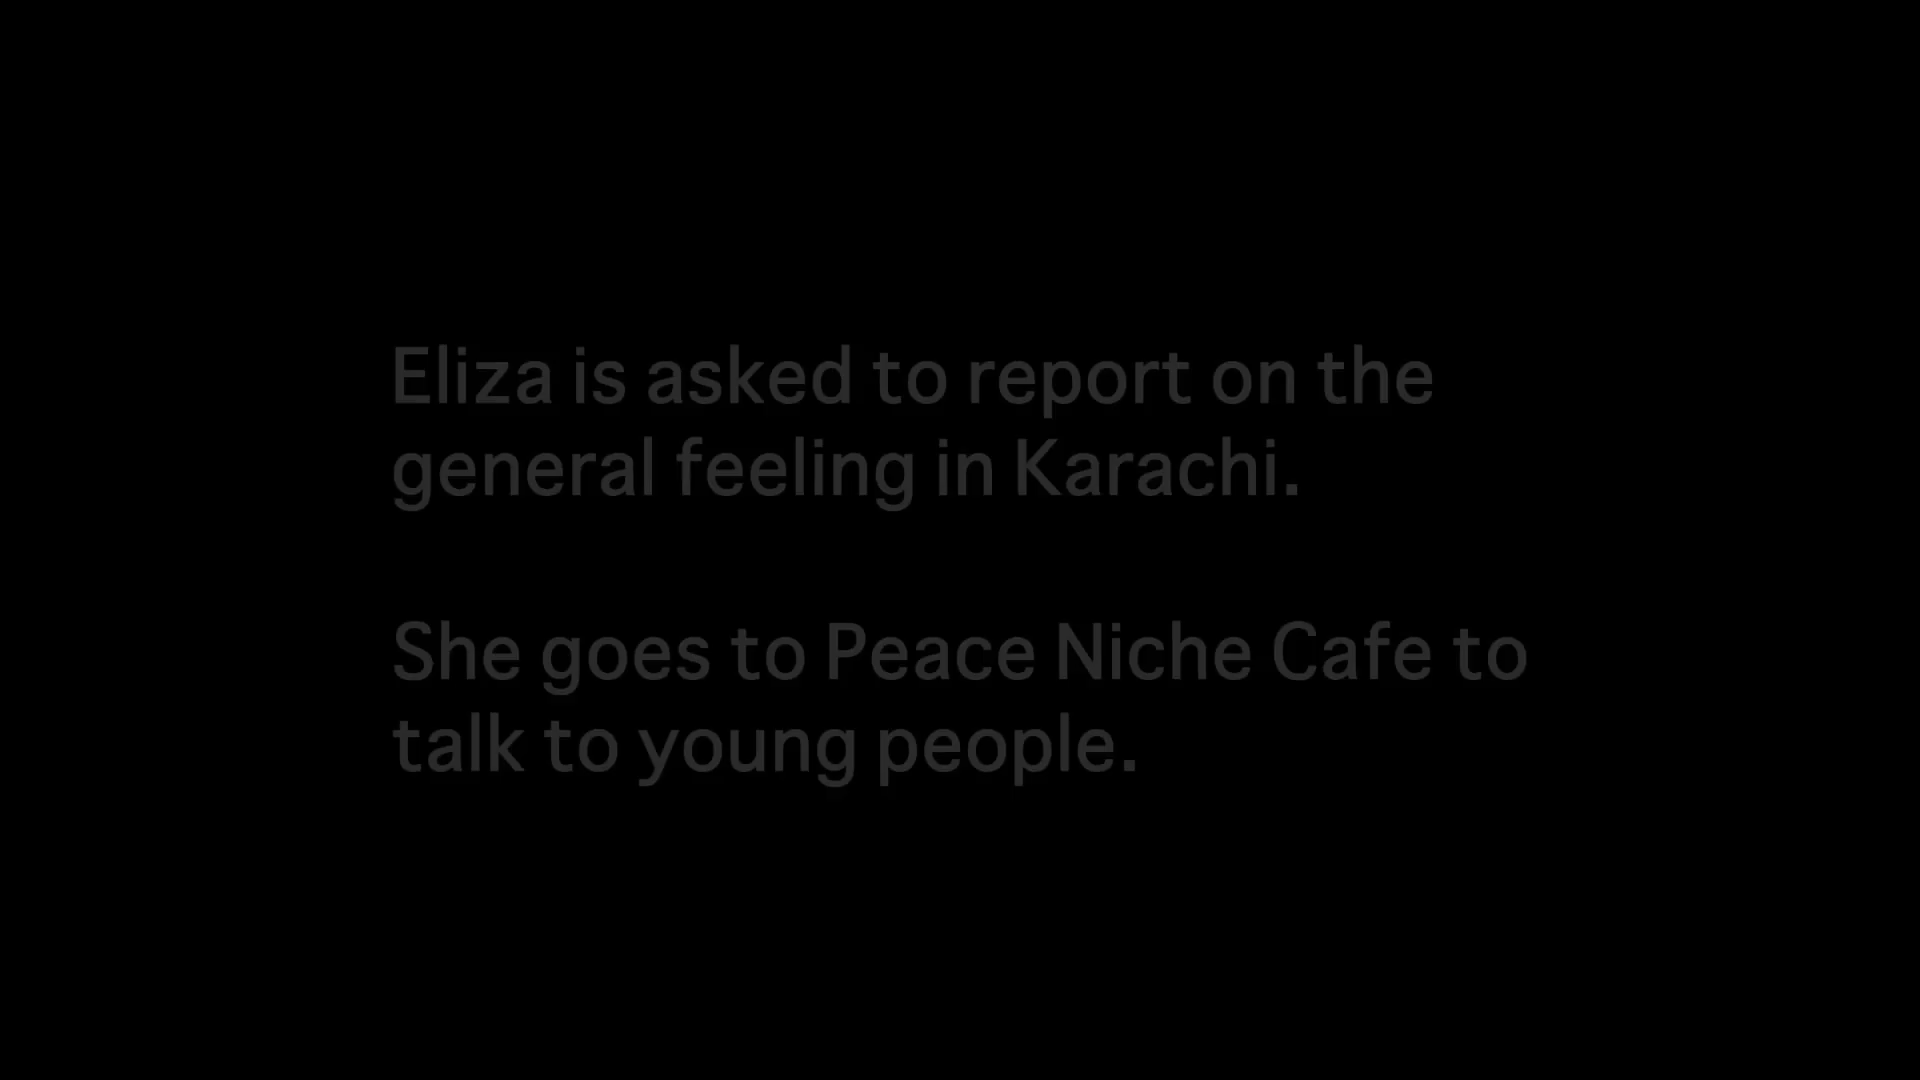 Eliza is asked to report on the
general feeling in Karachi.
She goes to Peace Niche Cafe to
talk to young people.